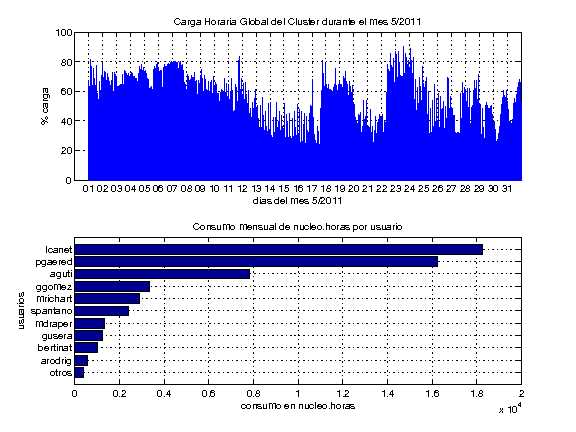 Carga Horaria Global del Cluster durante el mes 5/2011
100
80
60
40
20
0
% carga
01 02 03 04 05 06 07 08 09 10 11 12 13 14 15 16 17 18 19 20 21 22 23 24 25 26 27 28 29 30 31
dias del mes 5/2011
Consumo mensual de nucleo.horas por usuario
lcanet
pgaered
aguti
ggomez
mrichart
spantano
mdraper
gusera
bertinat
arodrig
otros
usuarios
0 0.2 0.4 0.6 0.8 1 1.2 1.4 1.6 1.8 2
consumo en nucleo.horas
x 10⁴